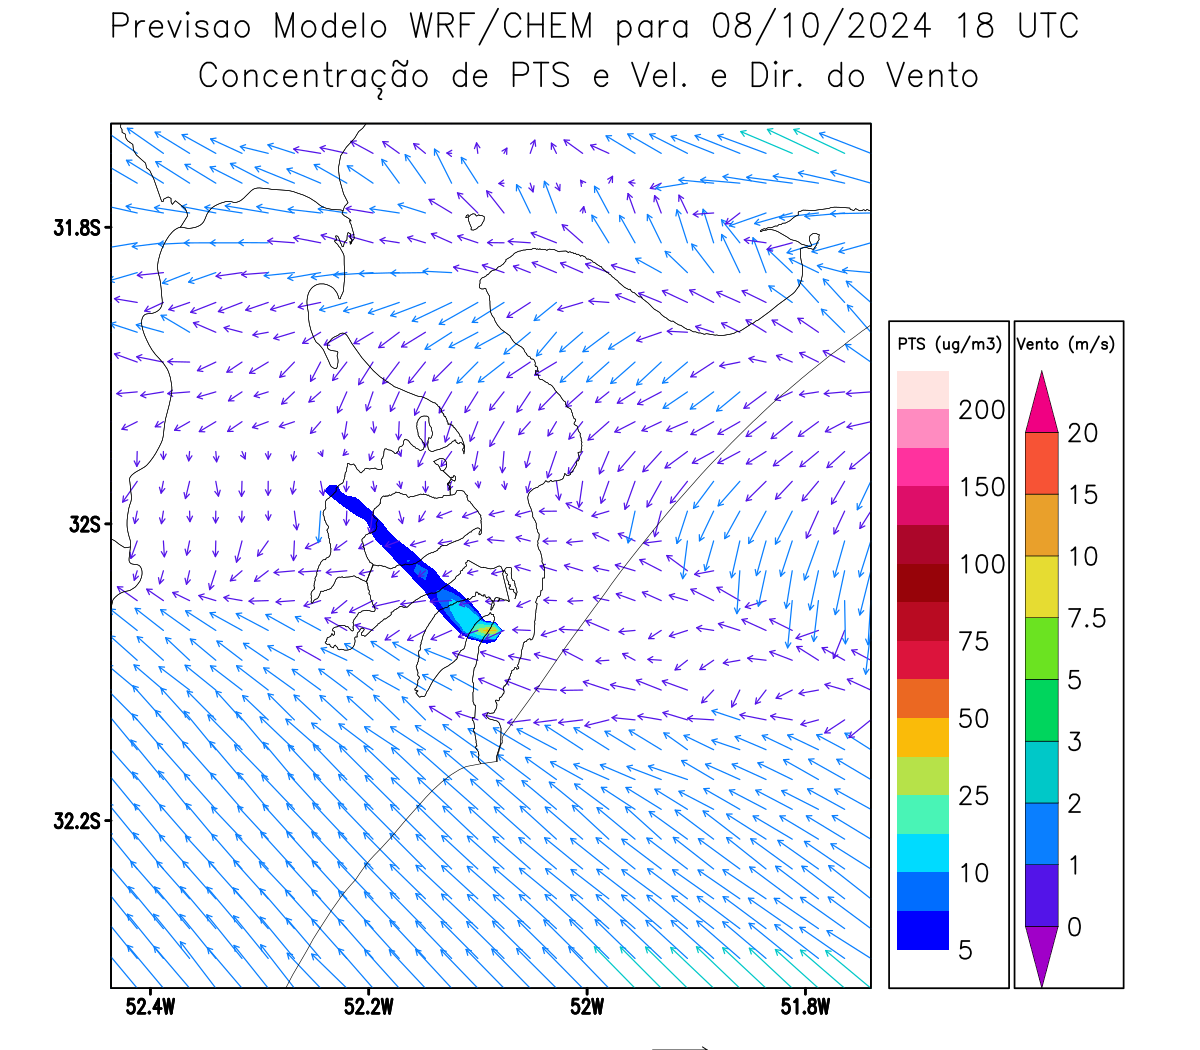 Previsao Modelo WRF/CHEM para 08/10/2024 18 UTC
Concentração de PTS e Vel. e Dir. do Vento
31.8S
32S
32.2S
52.4W
52.2W
52W
51.8W
PTS (ug/m3)
200
150
100
75
50
25
10
5
Vento (m/s)
20
15
10
7.5
5
3
2
1
0